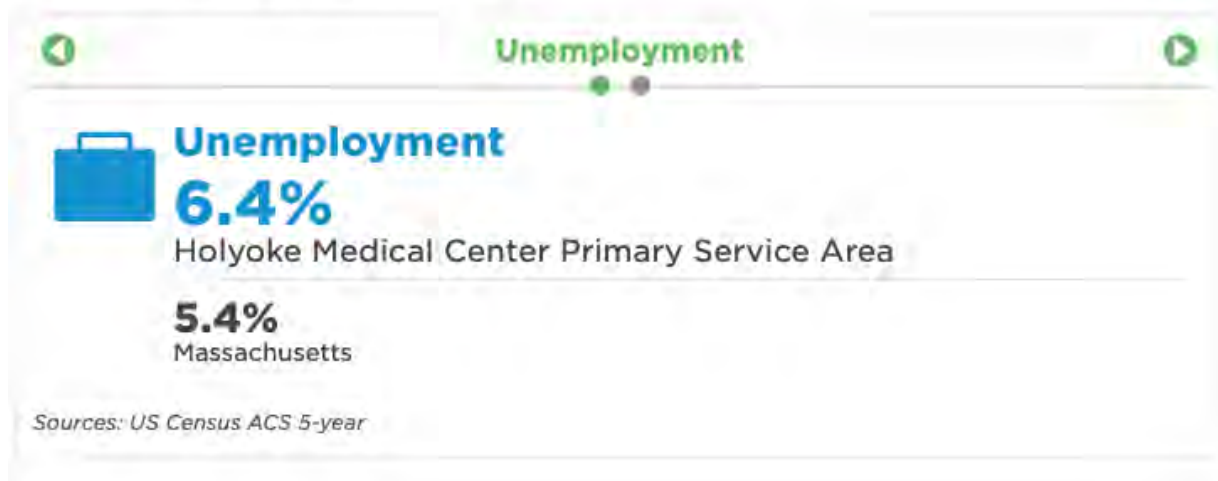 Unemployment
Unemployment
6.4%
Holyoke Medical Center Primary Service Area
5.4%
Massachusetts
Sources: US Census ACS 5-year